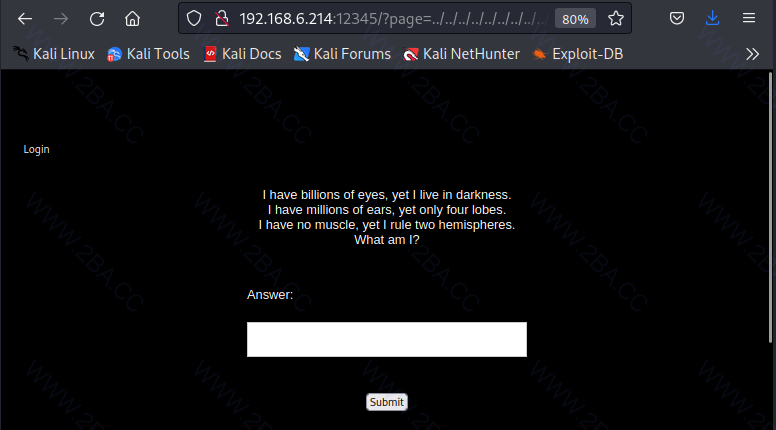 192.168.6.214:12345/?page=../../../../../../../../..
80%
Kali Linux Kali Tools Kali Docs Kali Forums Kali NetHunter Exploit-DB
Login
I have billions of eyes, yet I live in darkness.
I have millions of ears, yet only four lobes.
I have no muscle, yet I rule two hemispheres.
What am I?
Answer:
Submit
WWW.2BA.CC